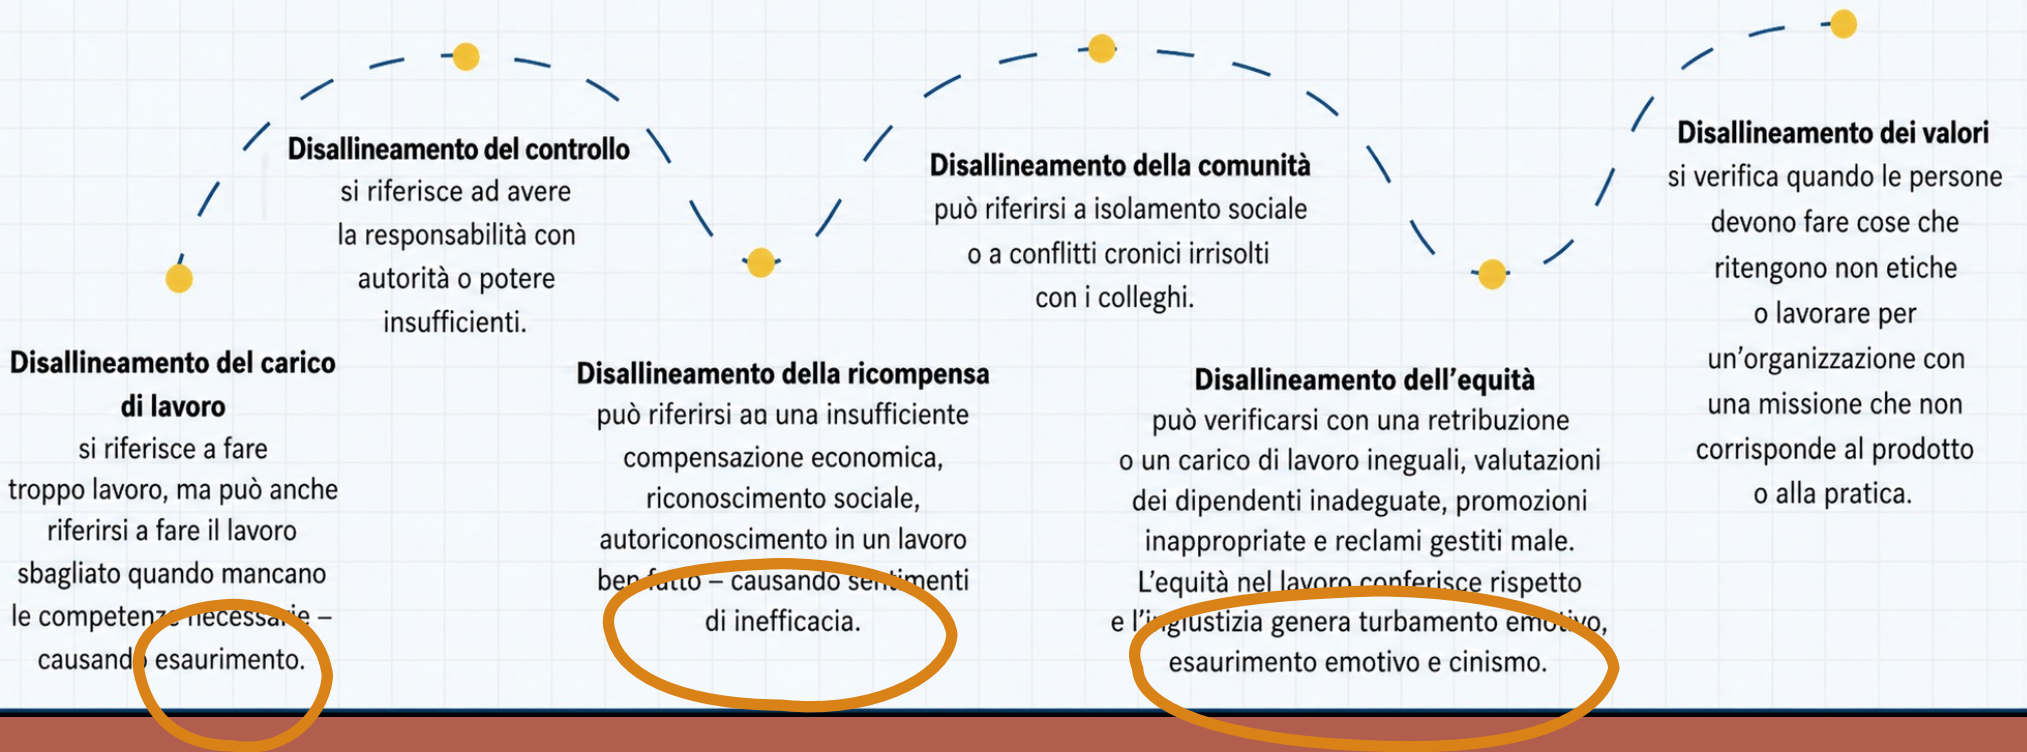 Disallineamento del carico
di lavoro
si riferisce a fare
troppo lavoro, ma può anche
riferirsi a fare il lavoro
sbagliato quando mancano
le competenze necessarie –
causando esaurimento.
Disallineamento del controllo
si riferisce ad avere
la responsabilità con
autorità o potere
insufficienti.
Disallineamento della ricompensa
può riferirsi aɑ una insufficiente
compensazione economica,
riconoscimento sociale,
autoriconoscimento in un lavoro
ben fatto – causando sentimenti
di inefficacia.
Disallineamento della comunità
può riferirsi a isolamento sociale
o a conflitti cronici irrisolti
con i colleghi.
Disallineamento dell’equità
può verificarsi con una retribuzione
o un carico di lavoro ineguali, valutazioni
dei dipendenti inadeguate, promozioni
inappropriate e reclami gestiti male.
L’equità nel lavoro conferisce rispetto
e l’ingiustizia genera turbamento emotivo,
esaurimento emotivo e cinismo.
Disallineamento dei valori
si verifica quando le persone
devono fare cose che
ritengono non etiche
o lavorare per
un’organizzazione con
una missione che non
corrisponde al prodotto
o alla pratica.